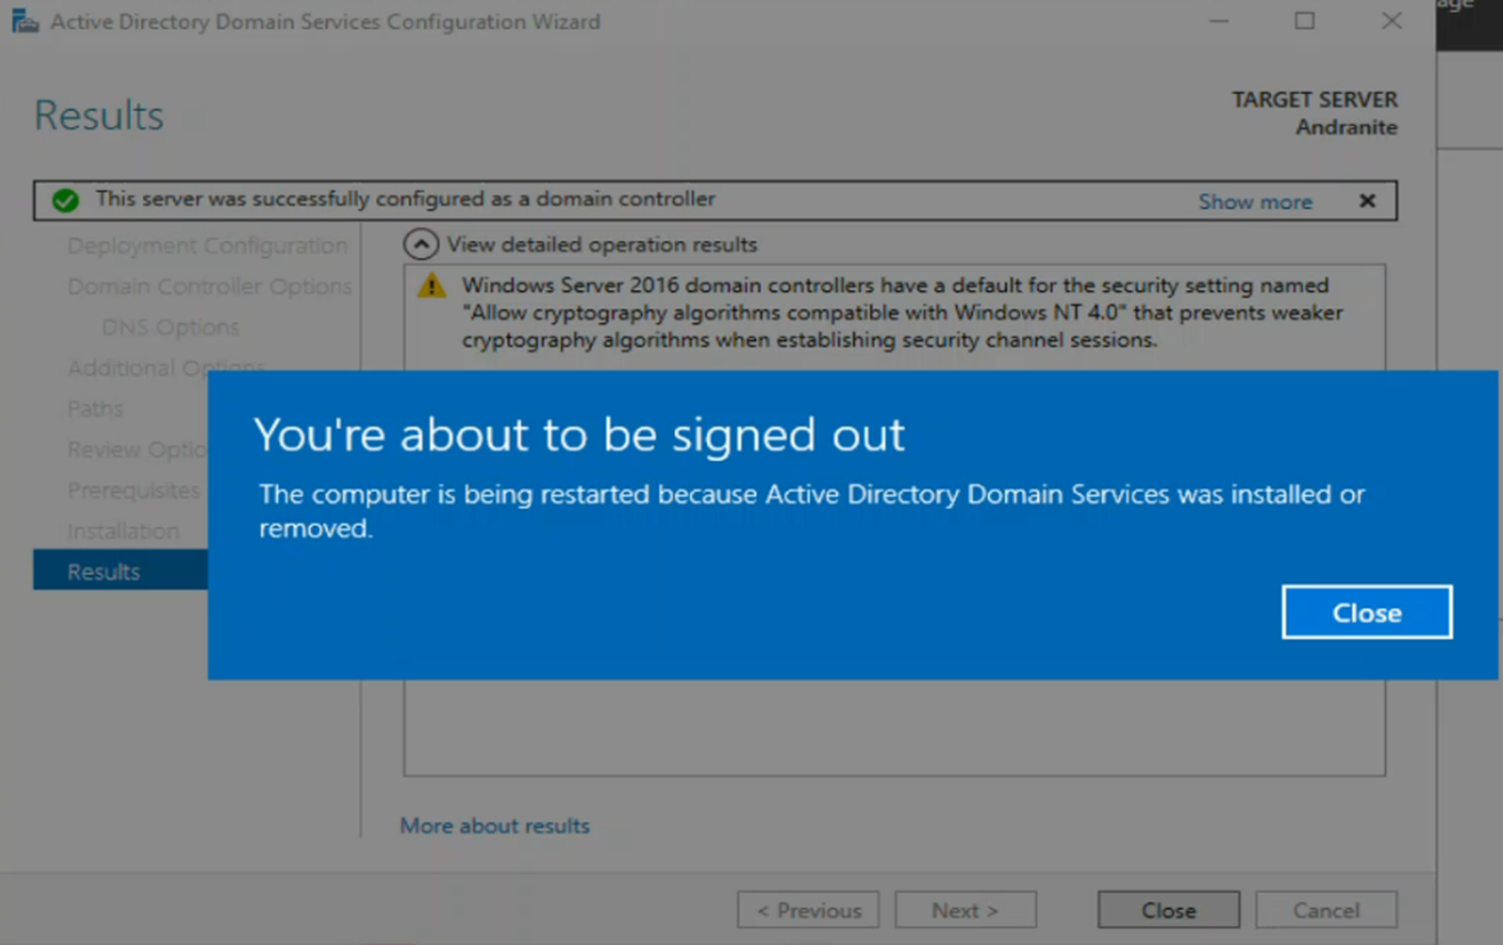 Active Directory Domain Services Configuration Wizard
age
Results
TARGET SERVER
Andranite
This server was successfully configured as a domain controller
Show more
Deployment Configuration
Domain Controller Options
DNS Options
Additional Options
Paths
Review Optio
Prerequisites
Installation
Results
View detailed operation results
Windows Server 2016 domain controllers have a default for the security setting named
"Allow cryptography algorithms compatible with Windows NT 4.0" that prevents weaker
cryptography algorithms when establishing security channel sessions.
You're about to be signed out
The computer is being restarted because Active Directory Domain Services was installed or
removed.
Close
More about results
< Previous
Next >
Close
Cancel